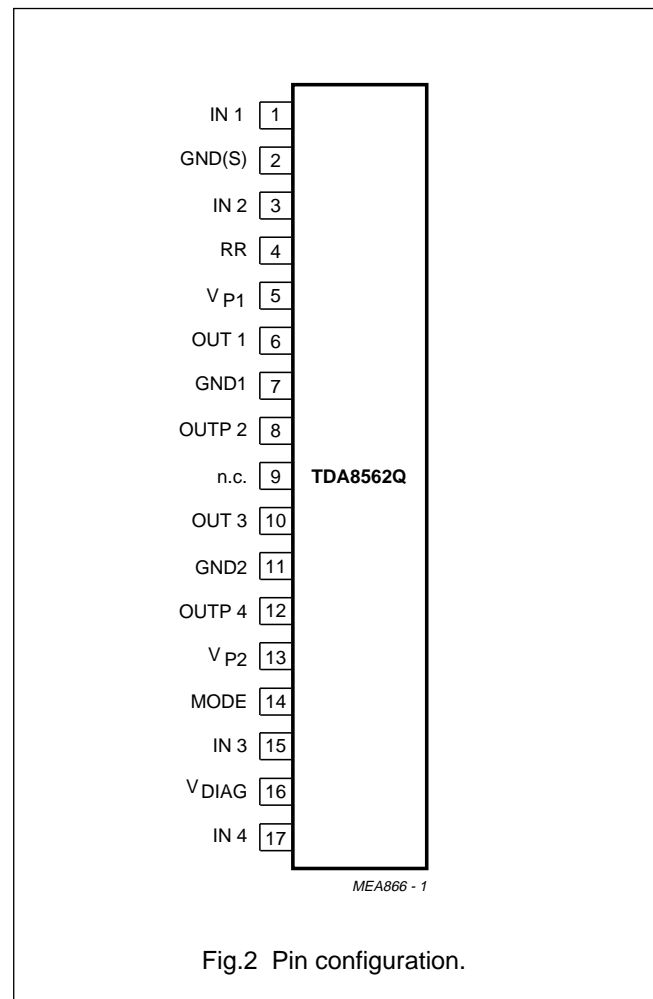 IN 1 1
GND(S) 2
IN 2 3
RR 4
V P1 5
OUT 1 6
GND1 7
OUTP 2 8
n.c. 9 TDA8562Q
OUT 3 10
GND2 11
OUTP 4 12
V P2 13
MODE 14
IN 3 15
V DIAG 16
IN 4 17
MEA866 - 1
Fig.2 Pin configuration.